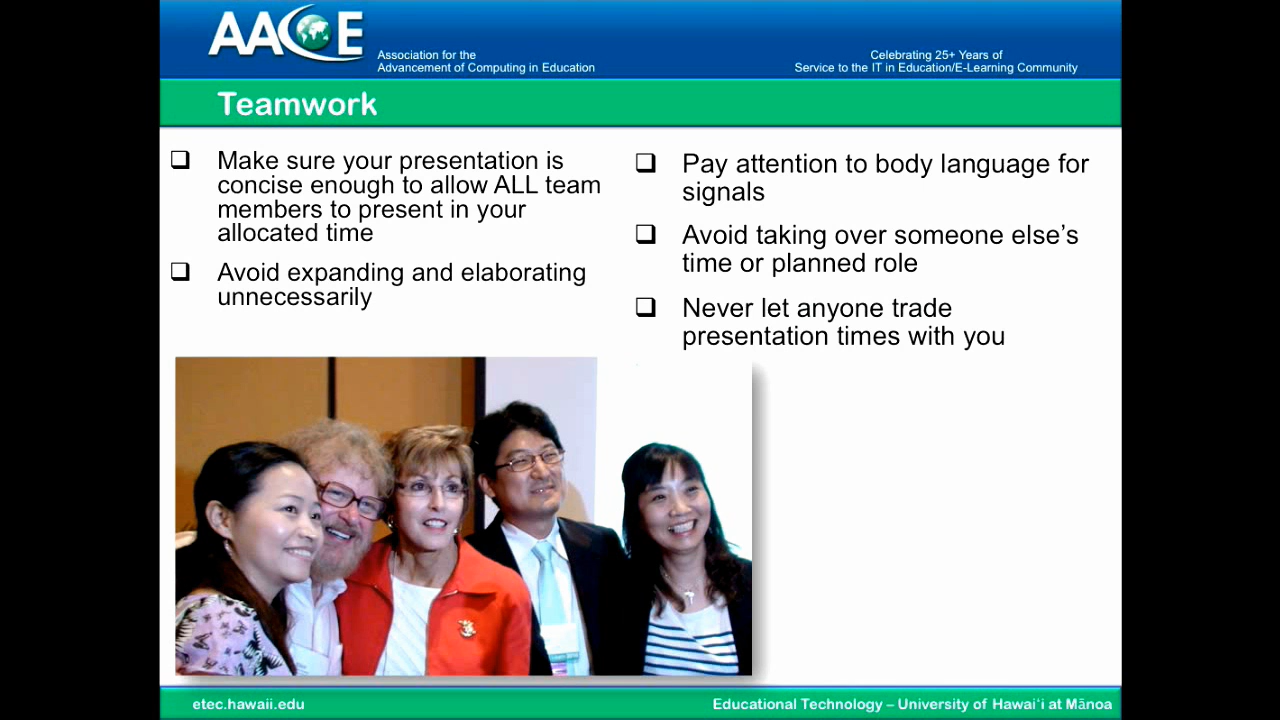 AACE
Association for the
Advancement of Computing in Education
Celebrating 25+ Years of
Service to the IT in Education/E-Learning Community
Teamwork
❑ Make sure your presentation is
concise enough to allow ALL team
members to present in your
allocated time
❑ Avoid expanding and elaborating
unnecessarily
❑ Pay attention to body language for
signals
❑ Avoid taking over someone else’s
time or planned role
❑ Never let anyone trade
presentation times with you
etec.hawaii.edu
Educational Technology – University of Hawaiʻi at Mānoa